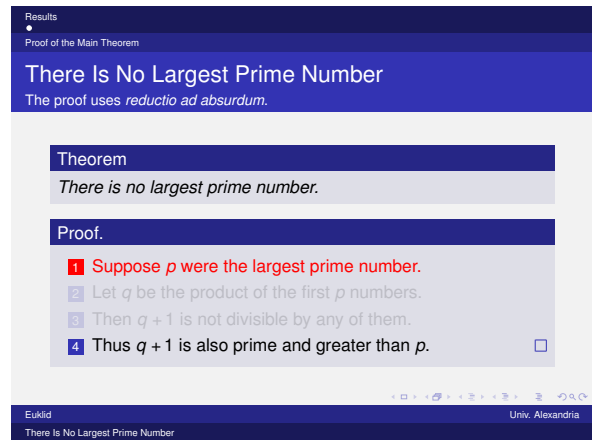 Results
Proof of the Main Theorem
There Is No Largest Prime Number
The proof uses reductio ad absurdum.
Theorem
There is no largest prime number.
Proof.
1 Suppose p were the largest prime number.
2 Let q be the product of the first p numbers.
3 Then q + 1 is not divisible by any of them.
4 Thus q + 1 is also prime and greater than p. □
Euklid Univ. Alexandria
There Is No Largest Prime Number